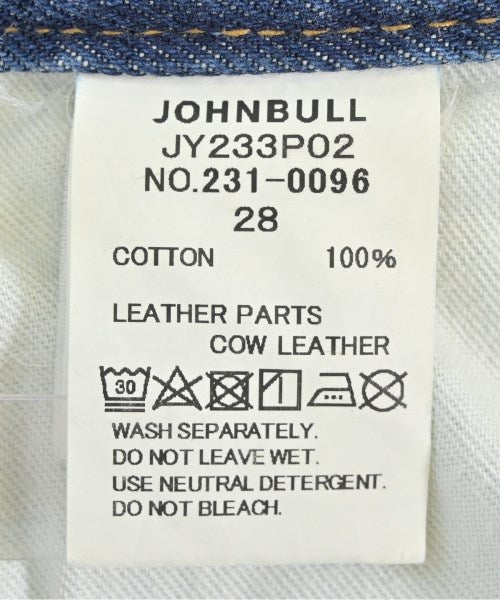 JOHNBULL
JY233P02
NO.231-0096
28
COTTON 100%
LEATHER PARTS
COW LEATHER
30
WASH SEPARATELY.
DO NOT LEAVE WET.
USE NEUTRAL DETERGENT.
DO NOT BLEACH.